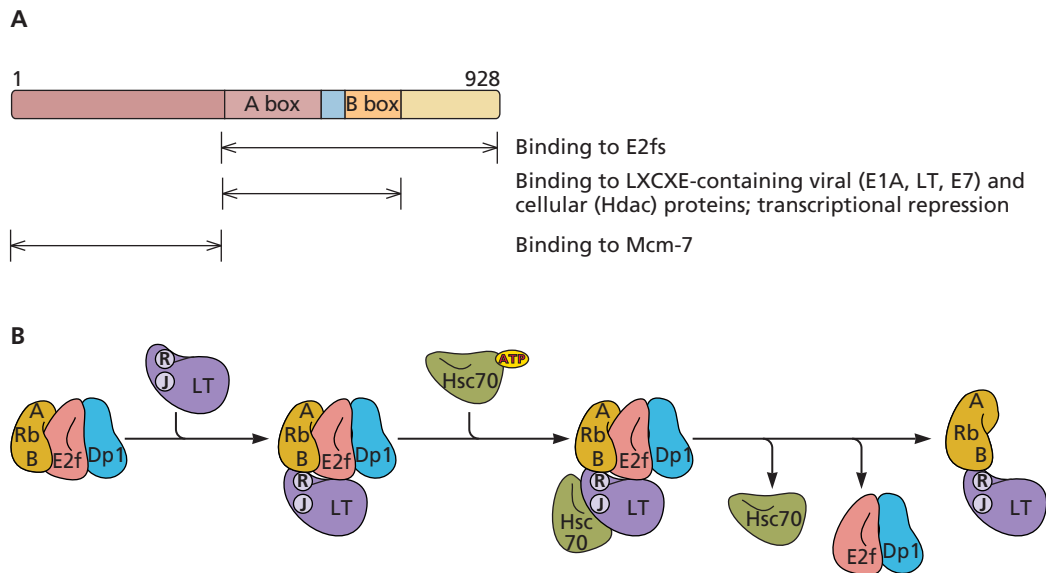 A
1 928
A box B box
Binding to E2fs
Binding to LXCXE-containing viral (E1A, LT, E7) and
cellular (Hdac) proteins; transcriptional repression
Binding to Mcm-7
B
R
J LT
Hsc70 ATP
A
Rb
B E2f Dp1
A
Rb
B E2f Dp1
R
J LT
A
Rb
B E2f Dp1
R
J LT
Hsc
70
Hsc70
E2f Dp1
A
Rb
B
R
J LT